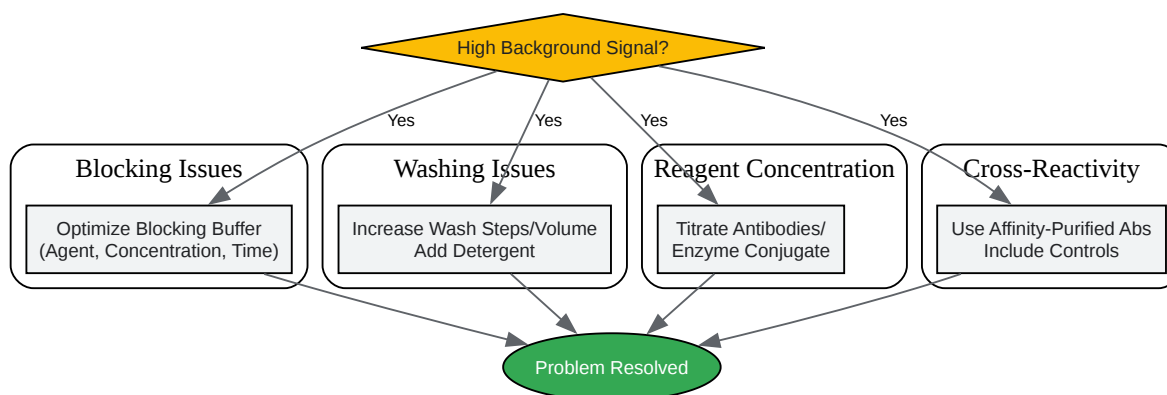 High Background Signal?
Yes
Yes
Yes
Yes
Blocking Issues
Washing Issues
Reagent Concentration
Cross-Reactivity
Optimize Blocking Buffer
(Agent, Concentration, Time)
Increase Wash Steps/Volume
Add Detergent
Titrate Antibodies/
Enzyme Conjugate
Use Affinity-Purified Abs
Include Controls
Problem Resolved